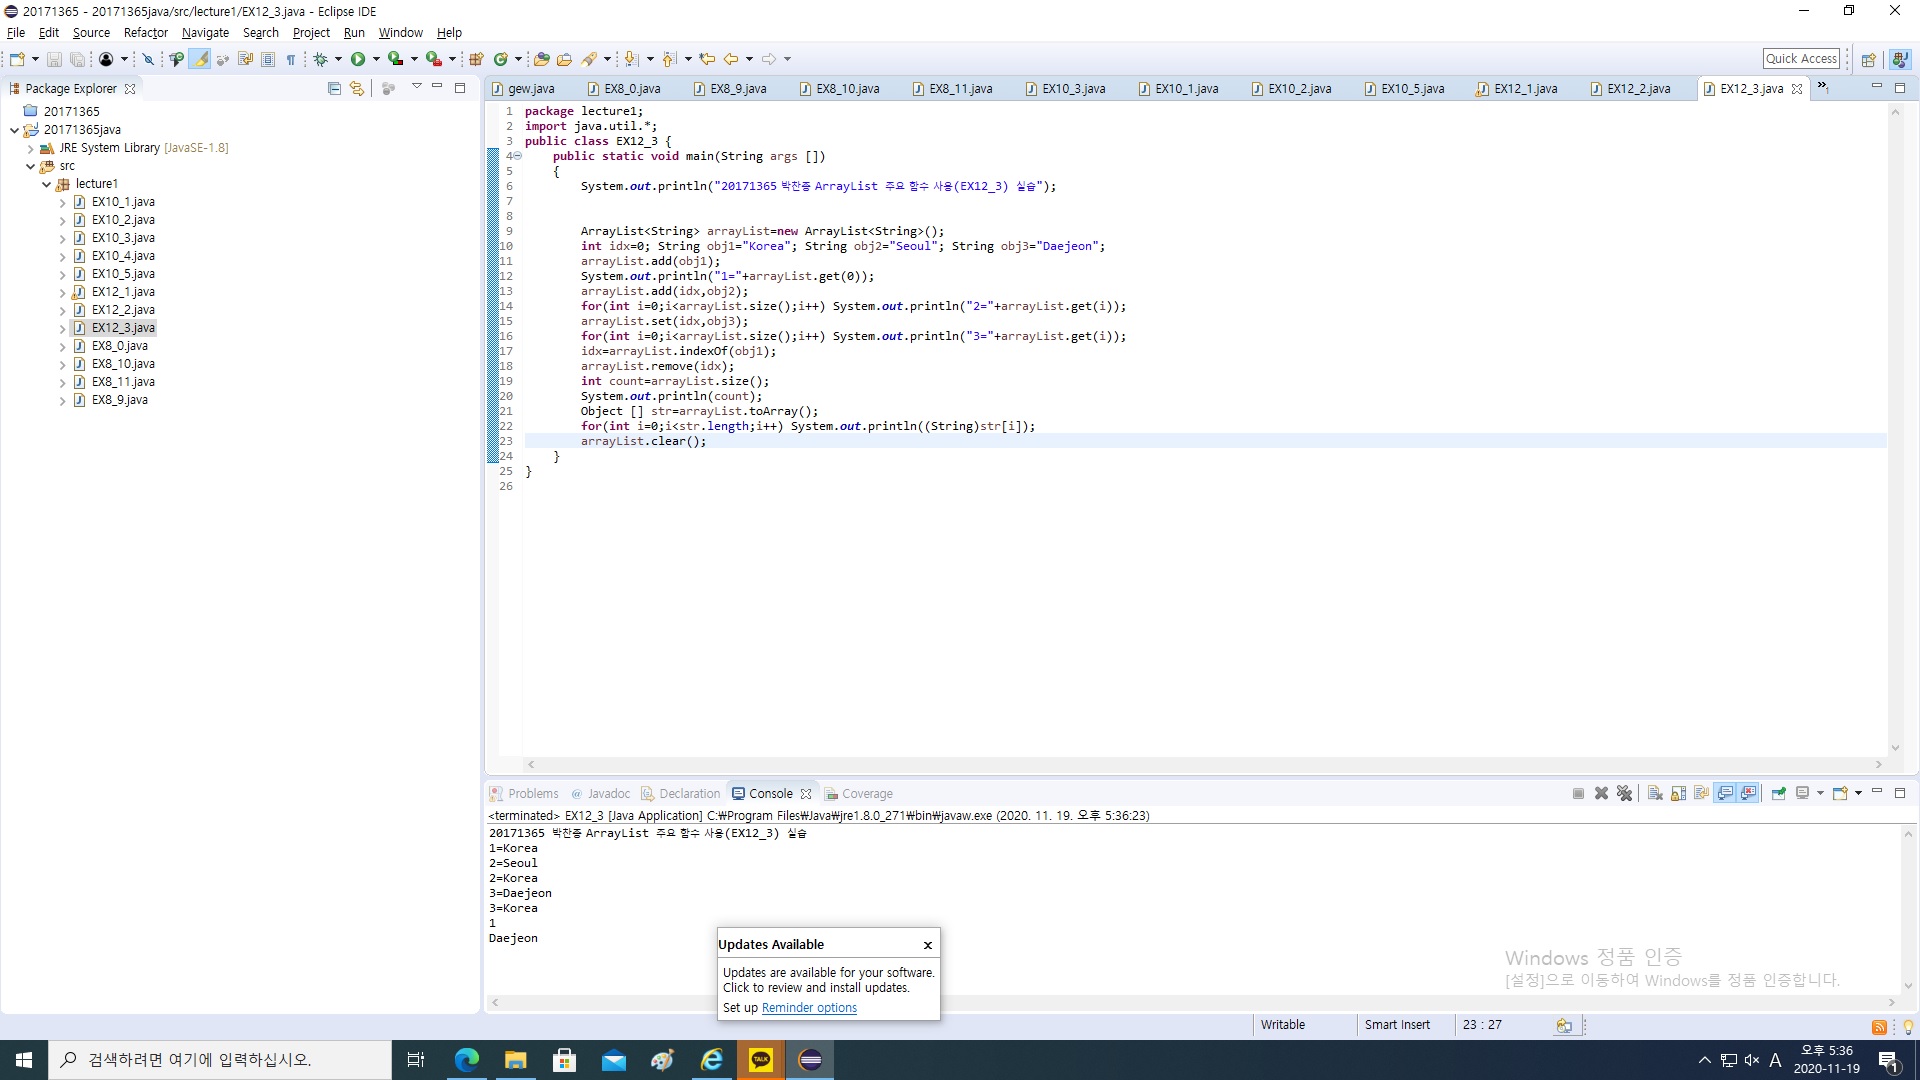 20171365 - 20171365java/src/lecture1/EX12_3.java - Eclipse IDE
File Edit Source Refactor Navigate Search Project Run Window Help
Quick Access
Package Explorer
20171365
20171365java
JRE System Library [JavaSE-1.8]
src
lecture1
EX10_1.java
EX10_2.java
EX10_3.java
EX10_4.java
EX10_5.java
EX12_1.java
EX12_2.java
EX12_3.java
EX8_0.java
EX8_10.java
EX8_11.java
EX8_9.java
gew.java EX8_0.java EX8_9.java EX8_10.java EX8_11.java EX10_3.java EX10_1.java EX10_2.java EX10_5.java EX12_1.java EX12_2.java EX12_3.java
1 package lecture1;
2 import java.util.*;
3 public class EX12_3 {
4 public static void main(String args [])
5 {
6 System.out.println("20171365 박찬종 ArrayList 주요 함수 사용(EX12_3) 실습");
7
8
9 ArrayList<String> arrayList=new ArrayList<String>();
10 int idx=0; String obj1="Korea"; String obj2="Seoul"; String obj3="Daejeon";
11 arrayList.add(obj1);
12 System.out.println("1="+arrayList.get(0));
13 arrayList.add(idx,obj2);
14 for(int i=0;i<arrayList.size();i++) System.out.println("2="+arrayList.get(i));
15 arrayList.set(idx,obj3);
16 for(int i=0;i<arrayList.size();i++) System.out.println("3="+arrayList.get(i));
17 idx=arrayList.indexOf(obj1);
18 arrayList.remove(idx);
19 int count=arrayList.size();
20 System.out.println(count);
21 Object [] str=arrayList.toArray();
22 for(int i=0;i<str.length;i++) System.out.println((String)str[i]);
23 arrayList.clear();
24 }
25 }
26
Problems Javadoc Declaration Console Coverage
<terminated> EX12_3 [Java Application] C:₩Program Files₩Java₩jre1.8.0_271₩bin₩javaw.exe (2020. 11. 19. 오후 5:36:23)
20171365 박찬종 ArrayList 주요 함수 사용(EX12_3) 실습
1=Korea
2=Seoul
2=Korea
3=Daejeon
3=Korea
1
Daejeon
Updates Available
Updates are available for your software.
Click to review and install updates.
Set up Reminder options
Windows 정품 인증
[설정]으로 이동하여 Windows를 정품 인증합니다.
Writable Smart Insert 23 : 27
검색하려면 여기에 입력하십시오.
TALK
A
오후 5:36
2020-11-19
1